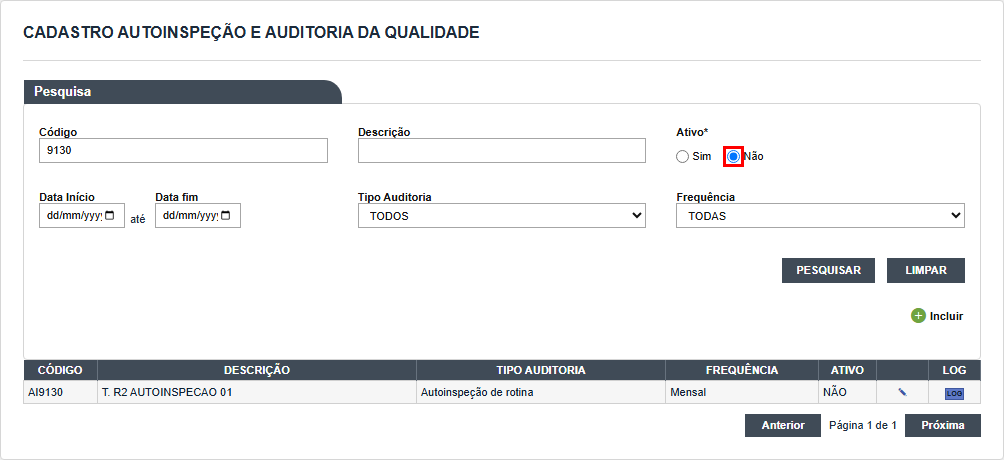 CADASTRO AUTOINSPEÇÃO E AUDITORIA DA QUALIDADE
Pesquisa
Código Descrição Ativo*
9130 Sim Não
Data Início Data fim Tipo Auditoria Frequência
dd/mm/yyyy até dd/mm/yyyy TODOS TODAS
PESQUISAR LIMPAR
Incluir
CÓDIGO DESCRIÇÃO TIPO AUDITORIA FREQUÊNCIA ATIVO LOG
AI9130 T. R2 AUTOINSPECAO 01 Autoinspeção de rotina Mensal NÃO LOG
Anterior Página 1 de 1 Próxima